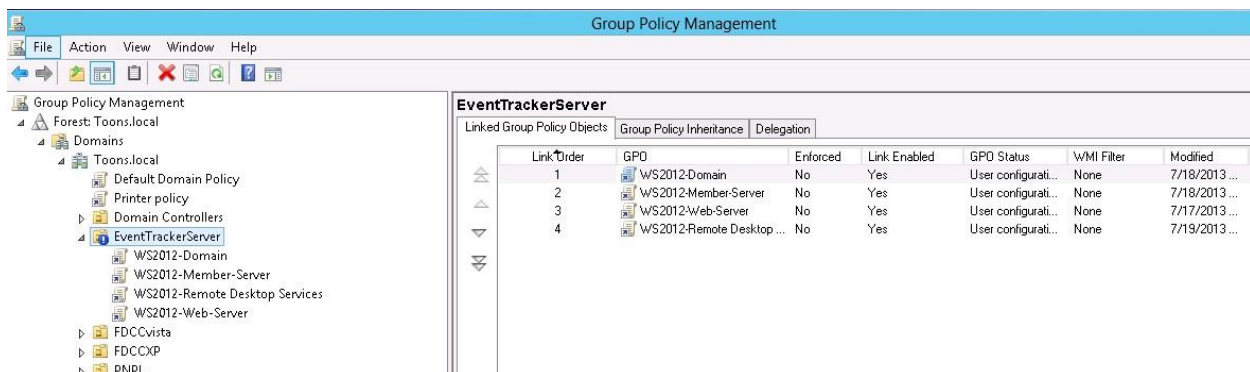 Group Policy Management
File Action View Window Help
Group Policy Management
Forest: Toons.local
Domains
Toons.local
Default Domain Policy
Printer policy
Domain Controllers
EventTrackerServer
WS2012-Domain
WS2012-Member-Server
WS2012-Remote Desktop Services
WS2012-Web-Server
FDCCvista
FDCCXP
PNPL
EventTrackerServer
Linked Group Policy Objects Group Policy Inheritance Delegation
Link Order GPO Enforced Link Enabled GPO Status WMI Filter Modified
1 WS2012-Domain No Yes User configurati... None 7/18/2013 ...
2 WS2012-Member-Server No Yes User configurati... None 7/18/2013 ...
3 WS2012-Web-Server No Yes User configurati... None 7/17/2013 ...
4 WS2012-Remote Desktop ... No Yes User configurati... None 7/19/2013 ...